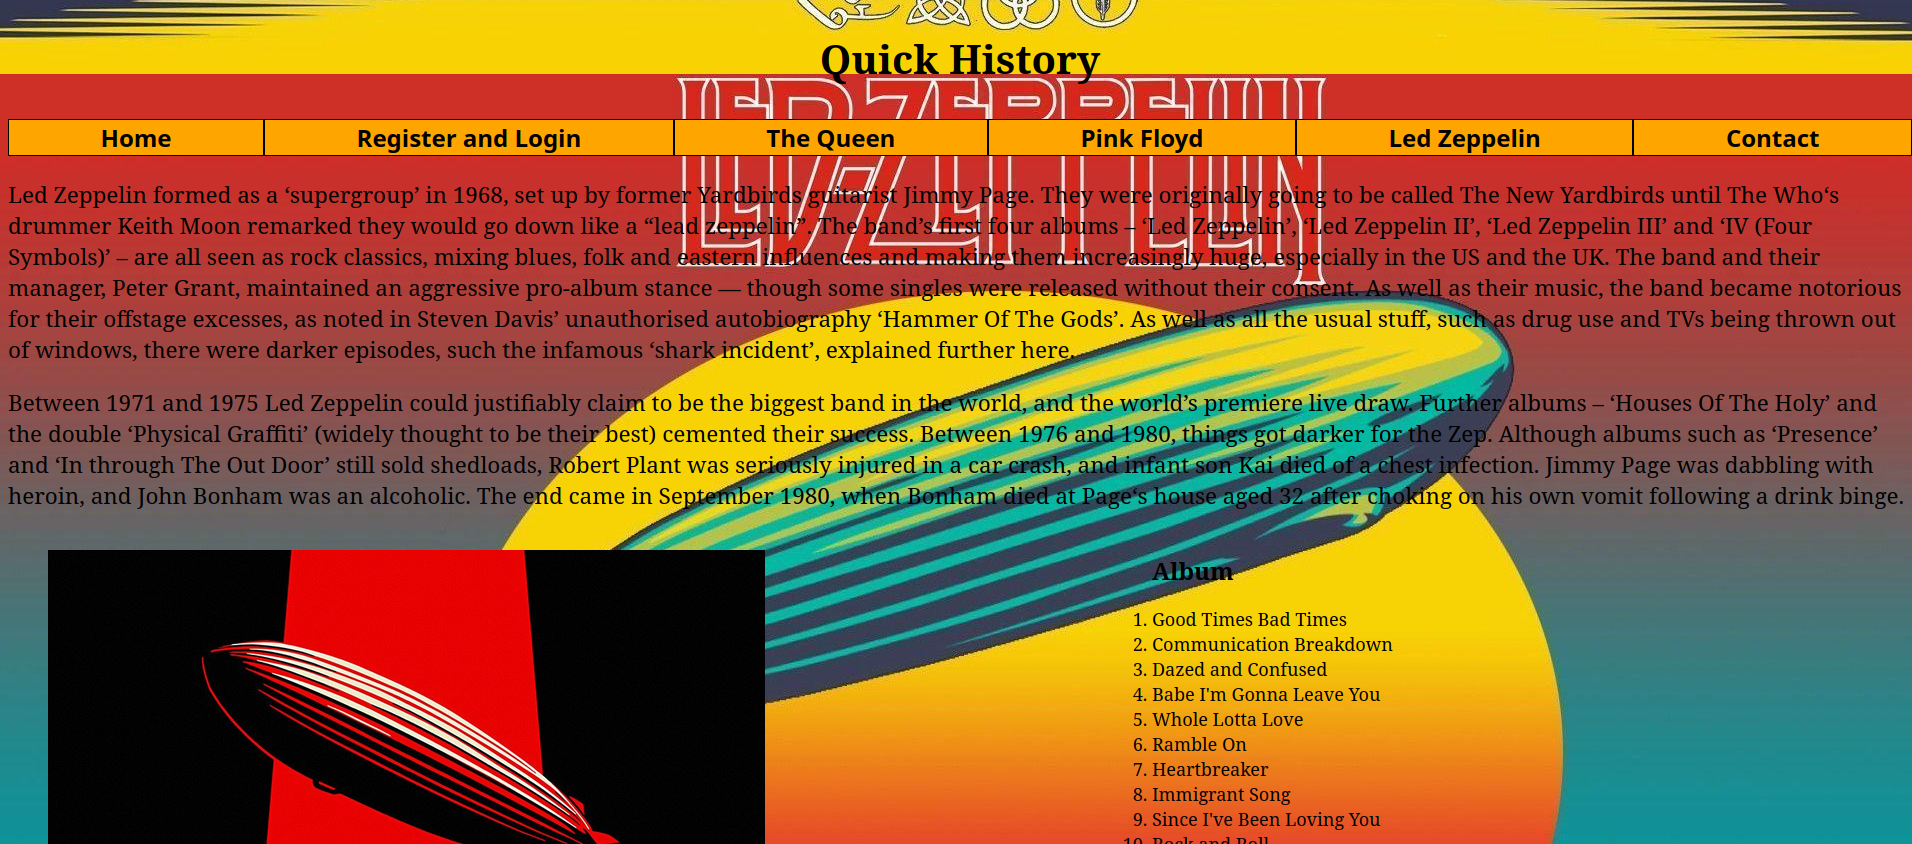 Quick History
LED ZEPPELIN
Home Register and Login The Queen Pink Floyd Led Zeppelin Contact
LED ZEPPELIN
Led Zeppelin formed as a ‘supergroup’ in 1968, set up by former Yardbirds guitarist Jimmy Page. They were originally going to be called The New Yardbirds until The Who‘s
drummer Keith Moon remarked they would go down like a “lead zeppelin”. The band’s first four albums – ‘Led Zeppelin’, ‘Led Zeppelin II’, ‘Led Zeppelin III’ and ‘IV (Four
Symbols)’ – are all seen as rock classics, mixing blues, folk and eastern influences and making them increasingly huge, especially in the US and the UK. The band and their
manager, Peter Grant, maintained an aggressive pro-album stance — though some singles were released without their consent. As well as their music, the band became notorious
for their offstage excesses, as noted in Steven Davis’ unauthorised autobiography ‘Hammer Of The Gods’. As well as all the usual stuff, such as drug use and TVs being thrown out
of windows, there were darker episodes, such the infamous ‘shark incident’, explained further here.
Between 1971 and 1975 Led Zeppelin could justifiably claim to be the biggest band in the world, and the world’s premiere live draw. Further albums – ‘Houses Of The Holy’ and
the double ‘Physical Graffiti’ (widely thought to be their best) cemented their success. Between 1976 and 1980, things got darker for the Zep. Although albums such as ‘Presence’
and ‘In through The Out Door’ still sold shedloads, Robert Plant was seriously injured in a car crash, and infant son Kai died of a chest infection. Jimmy Page was dabbling with
heroin, and John Bonham was an alcoholic. The end came in September 1980, when Bonham died at Page‘s house aged 32 after choking on his own vomit following a drink binge.
Album
1. Good Times Bad Times
2. Communication Breakdown
3. Dazed and Confused
4. Babe I'm Gonna Leave You
5. Whole Lotta Love
6. Ramble On
7. Heartbreaker
8. Immigrant Song
9. Since I've Been Loving You
10. Rock and Roll